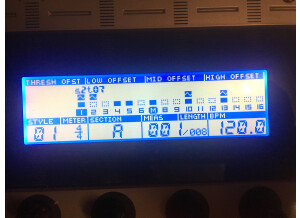 THRESH OFST LOW OFFSET MID OFFSET HIGH OFFSET
1 2 3 4 5 6 7 8 9 10 11 12 13 14 15 16
STYLE METER SECTION MEAS LENGTH BPM
01 4/4 A 001/008 120.0